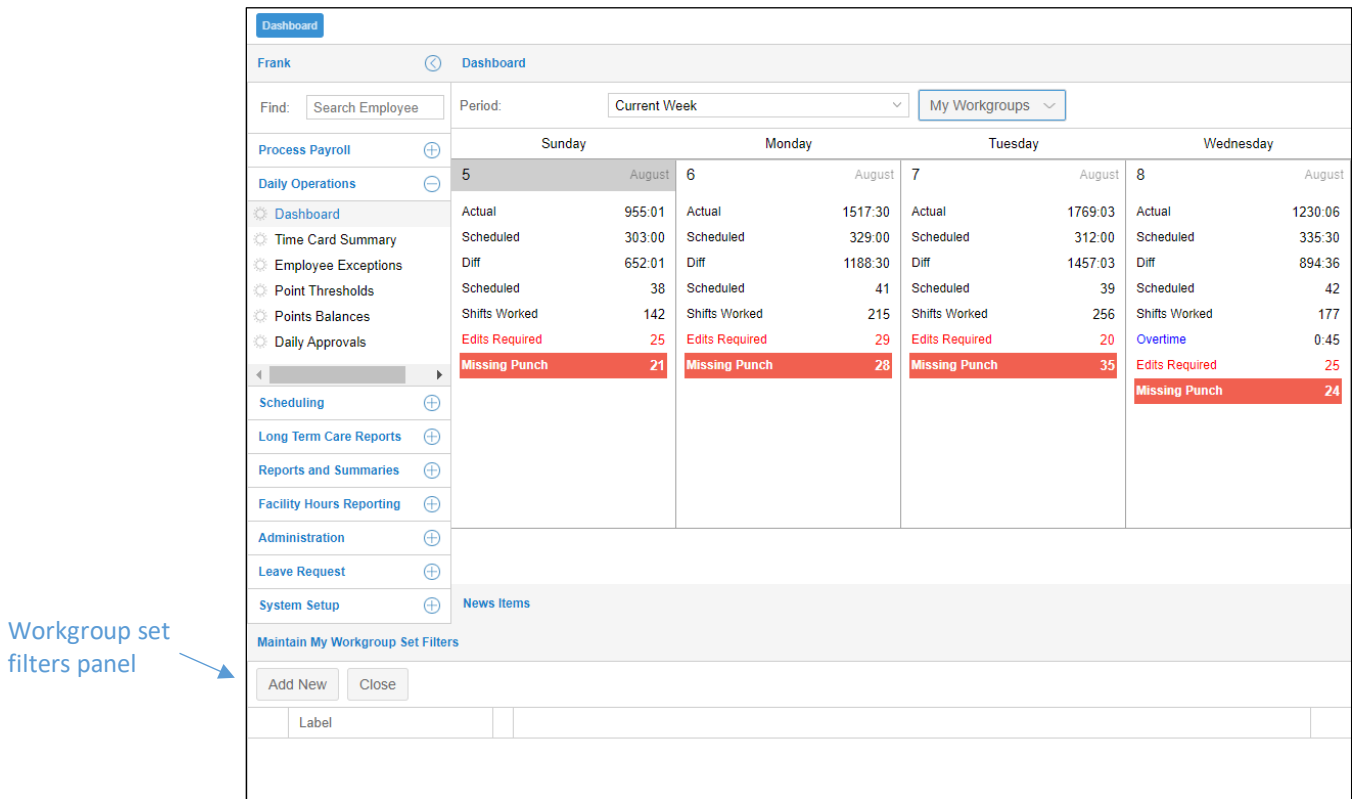 Dashboard
Frank
Dashboard
Find: Search Employee
Period: Current Week My Workgroups
Process Payroll
Daily Operations
Dashboard
Time Card Summary
Employee Exceptions
Point Thresholds
Points Balances
Daily Approvals
Scheduling
Long Term Care Reports
Reports and Summaries
Facility Hours Reporting
Administration
Leave Request
System Setup
Sunday Monday Tuesday Wednesday
5 August 6 August 7 August 8 August
Actual 955:01 Actual 1517:30 Actual 1769:03 Actual 1230:06
Scheduled 303:00 Scheduled 329:00 Scheduled 312:00 Scheduled 335:30
Diff 652:01 Diff 1188:30 Diff 1457:03 Diff 894:36
Scheduled 38 Scheduled 41 Scheduled 39 Scheduled 42
Shifts Worked 142 Shifts Worked 215 Shifts Worked 256 Shifts Worked 177
Edits Required 25 Edits Required 29 Edits Required 20 Overtime 0:45
Missing Punch 21 Missing Punch 28 Missing Punch 35 Edits Required 25
Missing Punch 24
News Items
Workgroup set
filters panel
Maintain My Workgroup Set Filters
Add New Close
Label